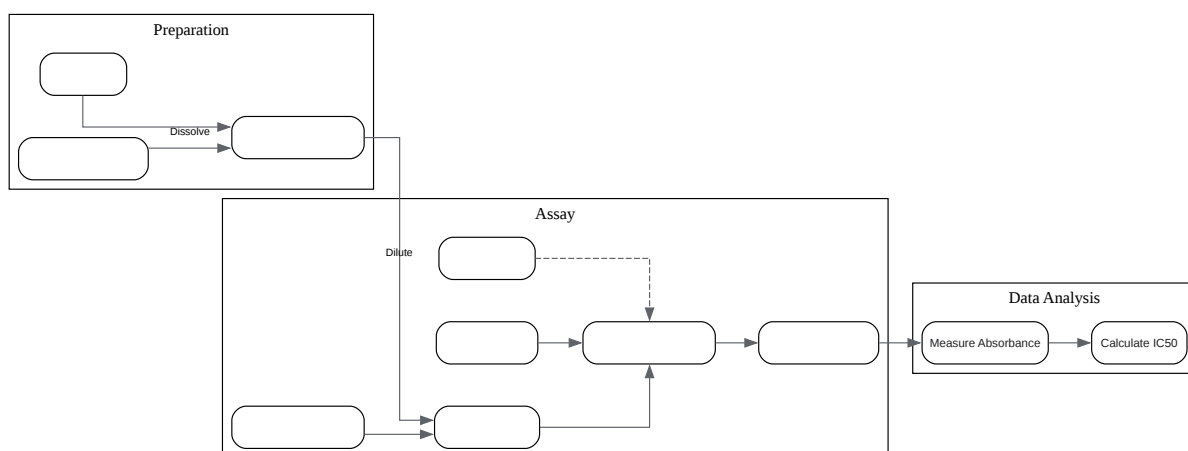 Preparation
Dissolve
Assay
Dilute
Data Analysis
Measure Absorbance
Calculate IC50